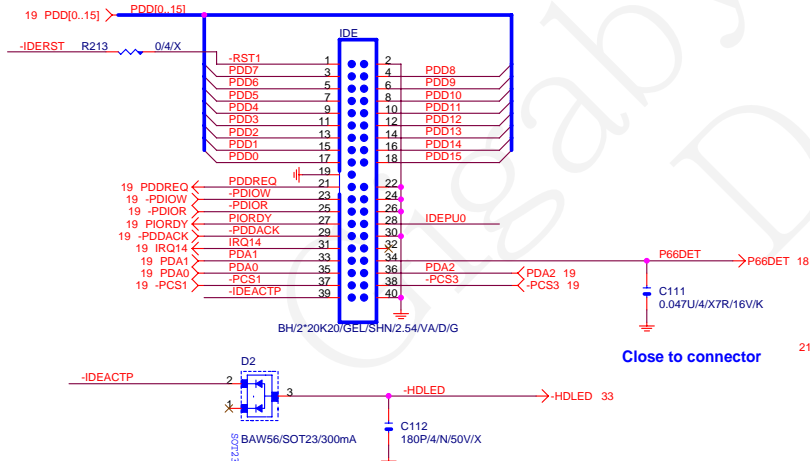 19 PDD[0..15] PDD[0..15]
IDE
-IDERST R213 0/4/X
-RST1 1 2
PDD7 3 4 PDD8
PDD6 5 6 PDD9
PDD5 7 8 PDD10
PDD4 9 10 PDD11
PDD3 11 12 PDD12
PDD2 13 14 PDD13
PDD1 15 16 PDD14
PDD0 17 18 PDD15
19
19 PDDREQ PDDREQ 21 22
19 -PDIOW -PDIOW 23 24
19 -PDIOR -PDIOR 25 26
19 PIORDY PIORDY 27 28 IDEPU0
19 -PDDACK -PDDACK 29 30
19 IRQ14 IRQ14 31 32
19 PDA1 PDA1 33 34 P66DET P66DET 18
19 PDA0 PDA0 35 36 PDA2 PDA2 19
19 -PCS1 -PCS1 37 38 -PCS3 -PCS3 19
-IDEACTP 39 40
C111
0.047U/4/X7R/16V/K
BH/2*20K20/GEL/SHN/2.54/VA/D/G
Close to connector
21
D2
-IDEACTP 2 3 -HDLED -HDLED 33
1
C112
BAW56/SOT23/300mA 180P/4/N/50V/X
SOT23
Gigaby
D